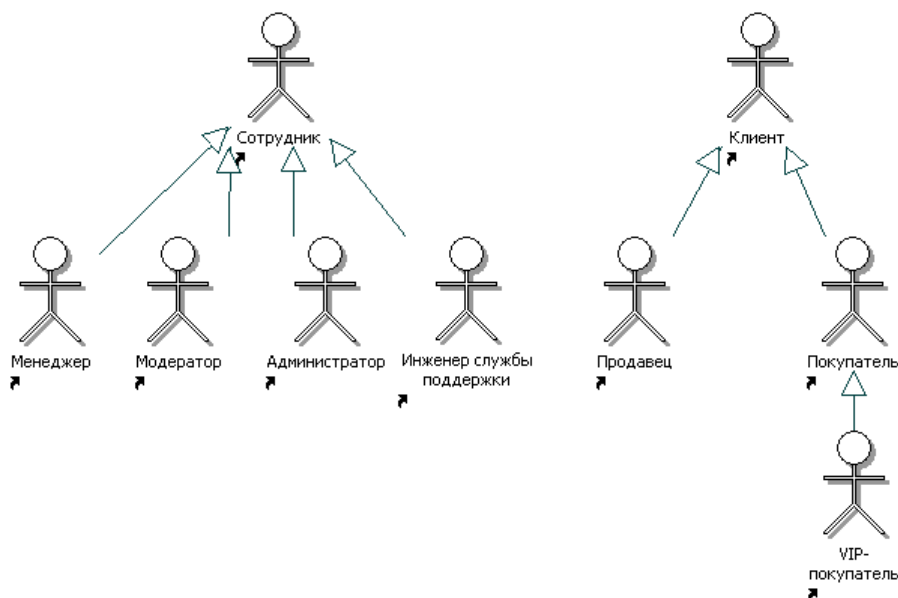 Сотрудник
Клиент
Менеджер
Модератор
Администратор
Инженер службы
поддержки
Продавец
Покупатель
VIP-
покупатель